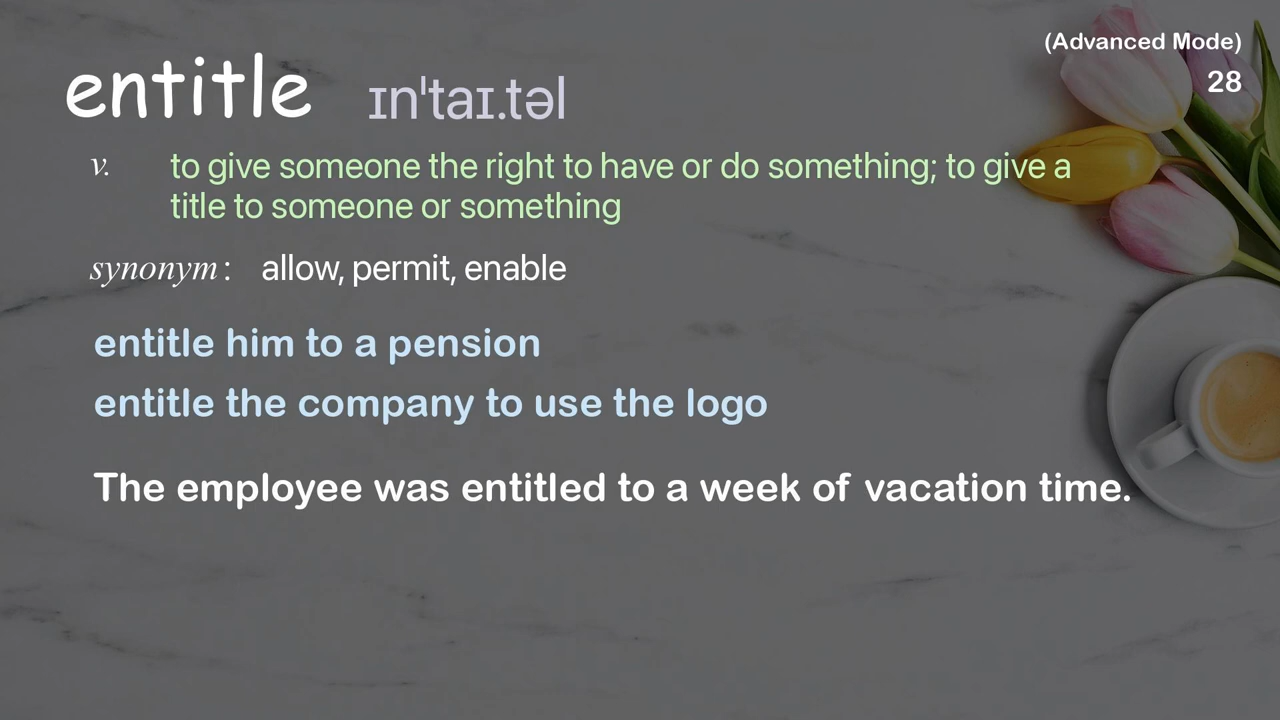 (Advanced Mode)
28
entitle ɪnˈtaɪ.təl
v. to give someone the right to have or do something; to give a
title to someone or something
synonym: allow, permit, enable
entitle him to a pension
entitle the company to use the logo
The employee was entitled to a week of vacation time.